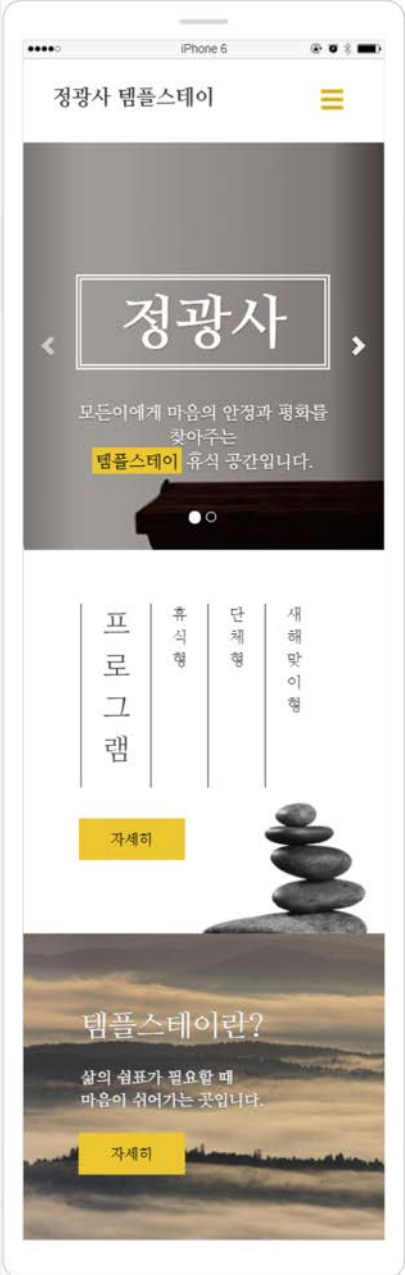 iPhone 6
정광사 템플스테이
정광사
모든이에게 마음의 안정과 평화를
찾아주는
템플스테이 휴식 공간입니다.
프로그램
휴식형
단체형
새해맞이형
자세히
템플스테이란?
삶의 쉼표가 필요할 때
마음이 쉬어가는 곳입니다.
자세히